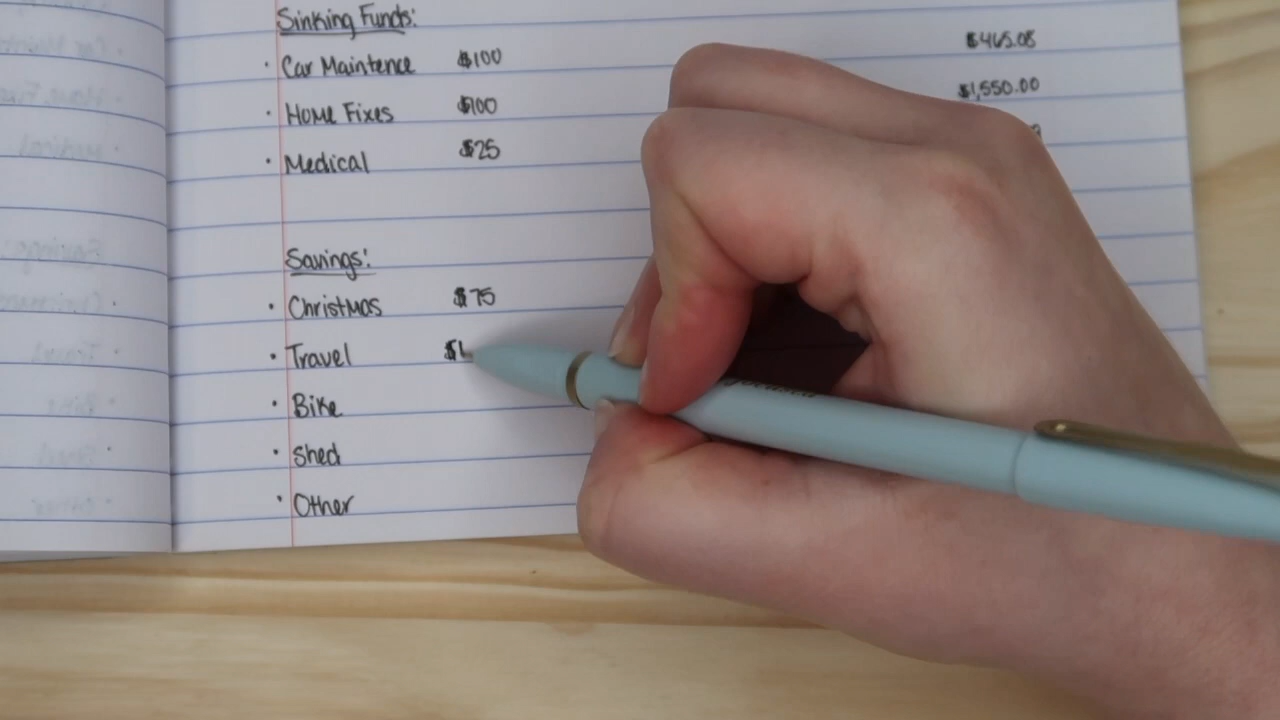 Sinking Funds:
$465.08
· Car Maintence $100
$1,550.00
· Home Fixes $100
· Medical $25
Savings:
· Christmas $75
· Travel
· Bike
· Shed
· Other